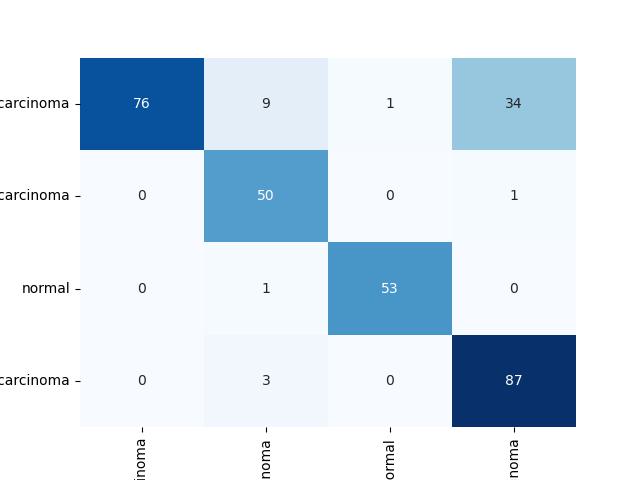 carcinoma 76 9 1 34
carcinoma 0 50 0 1
normal 0 1 53 0
carcinoma 0 3 0 87
inoma noma ormal noma